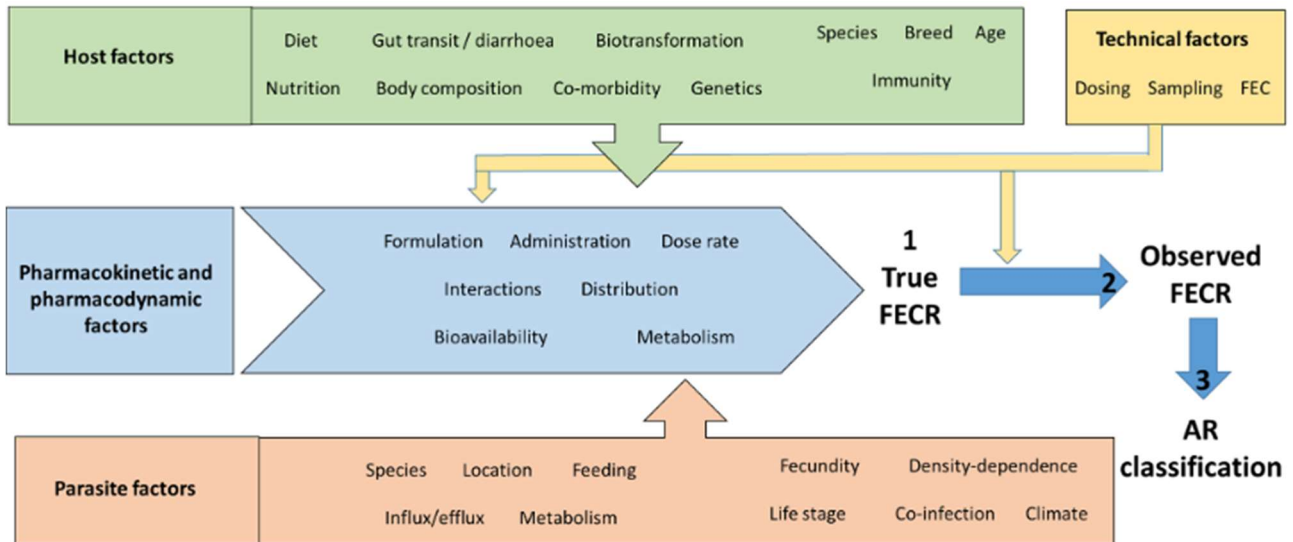 Host factors
Diet Gut transit / diarrhoea Biotransformation Species Breed Age
Nutrition Body composition Co-morbidity Genetics Immunity
Technical factors
Dosing Sampling FEC
Pharmacokinetic and
pharmacodynamic
factors
Formulation Administration Dose rate
Interactions Distribution
Bioavailability Metabolism
1
True
FECR
2
Observed
FECR
3
AR
classification
Parasite factors
Species Location Feeding Fecundity Density-dependence
Influx/efflux Metabolism Life stage Co-infection Climate